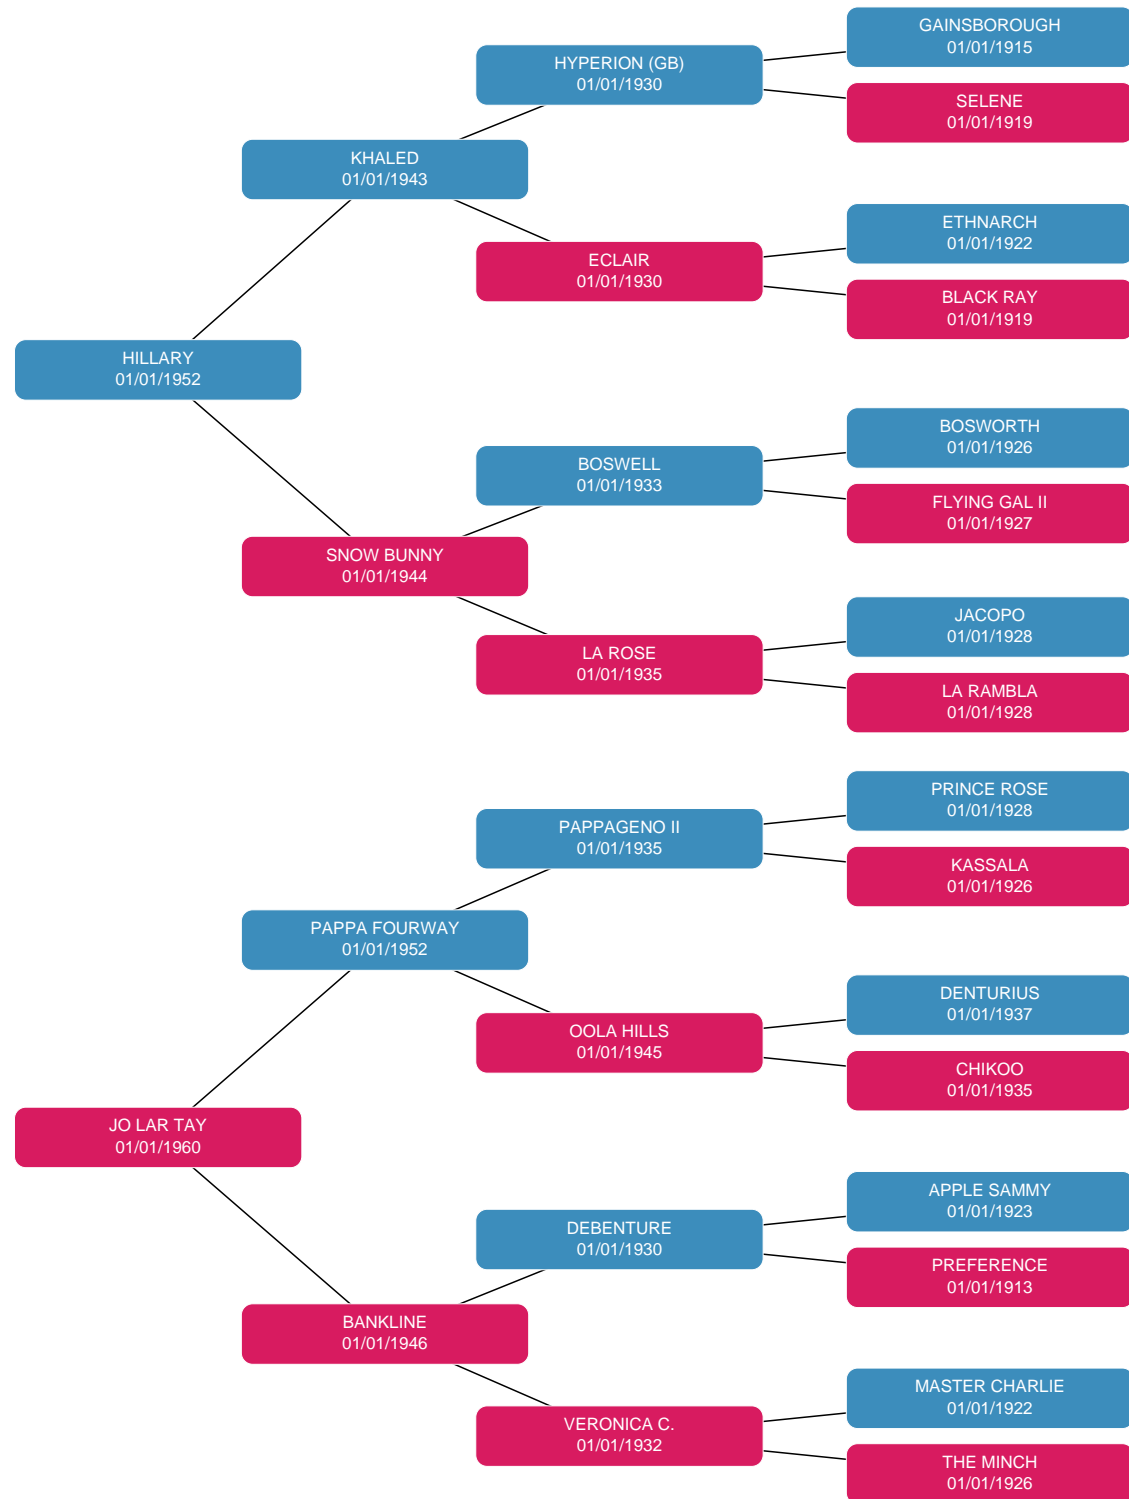 GAINSBOROUGH
01/01/1915
HYPERION (GB)
01/01/1930
SELENE
01/01/1919
KHALED
01/01/1943
ETHNARCH
01/01/1922
ECLAIR
01/01/1930
BLACK RAY
01/01/1919
HILLARY
01/01/1952
BOSWORTH
01/01/1926
BOSWELL
01/01/1933
FLYING GAL II
01/01/1927
SNOW BUNNY
01/01/1944
JACOPO
01/01/1928
LA ROSE
01/01/1935
LA RAMBLA
01/01/1928
PRINCE ROSE
01/01/1928
PAPPAGENO II
01/01/1935
KASSALA
01/01/1926
PAPPA FOURWAY
01/01/1952
DENTURIUS
01/01/1937
OOLA HILLS
01/01/1945
CHIKOO
01/01/1935
JO LAR TAY
01/01/1960
APPLE SAMMY
01/01/1923
DEBENTURE
01/01/1930
PREFERENCE
01/01/1913
BANKLINE
01/01/1946
MASTER CHARLIE
01/01/1922
VERONICA C.
01/01/1932
THE MINCH
01/01/1926